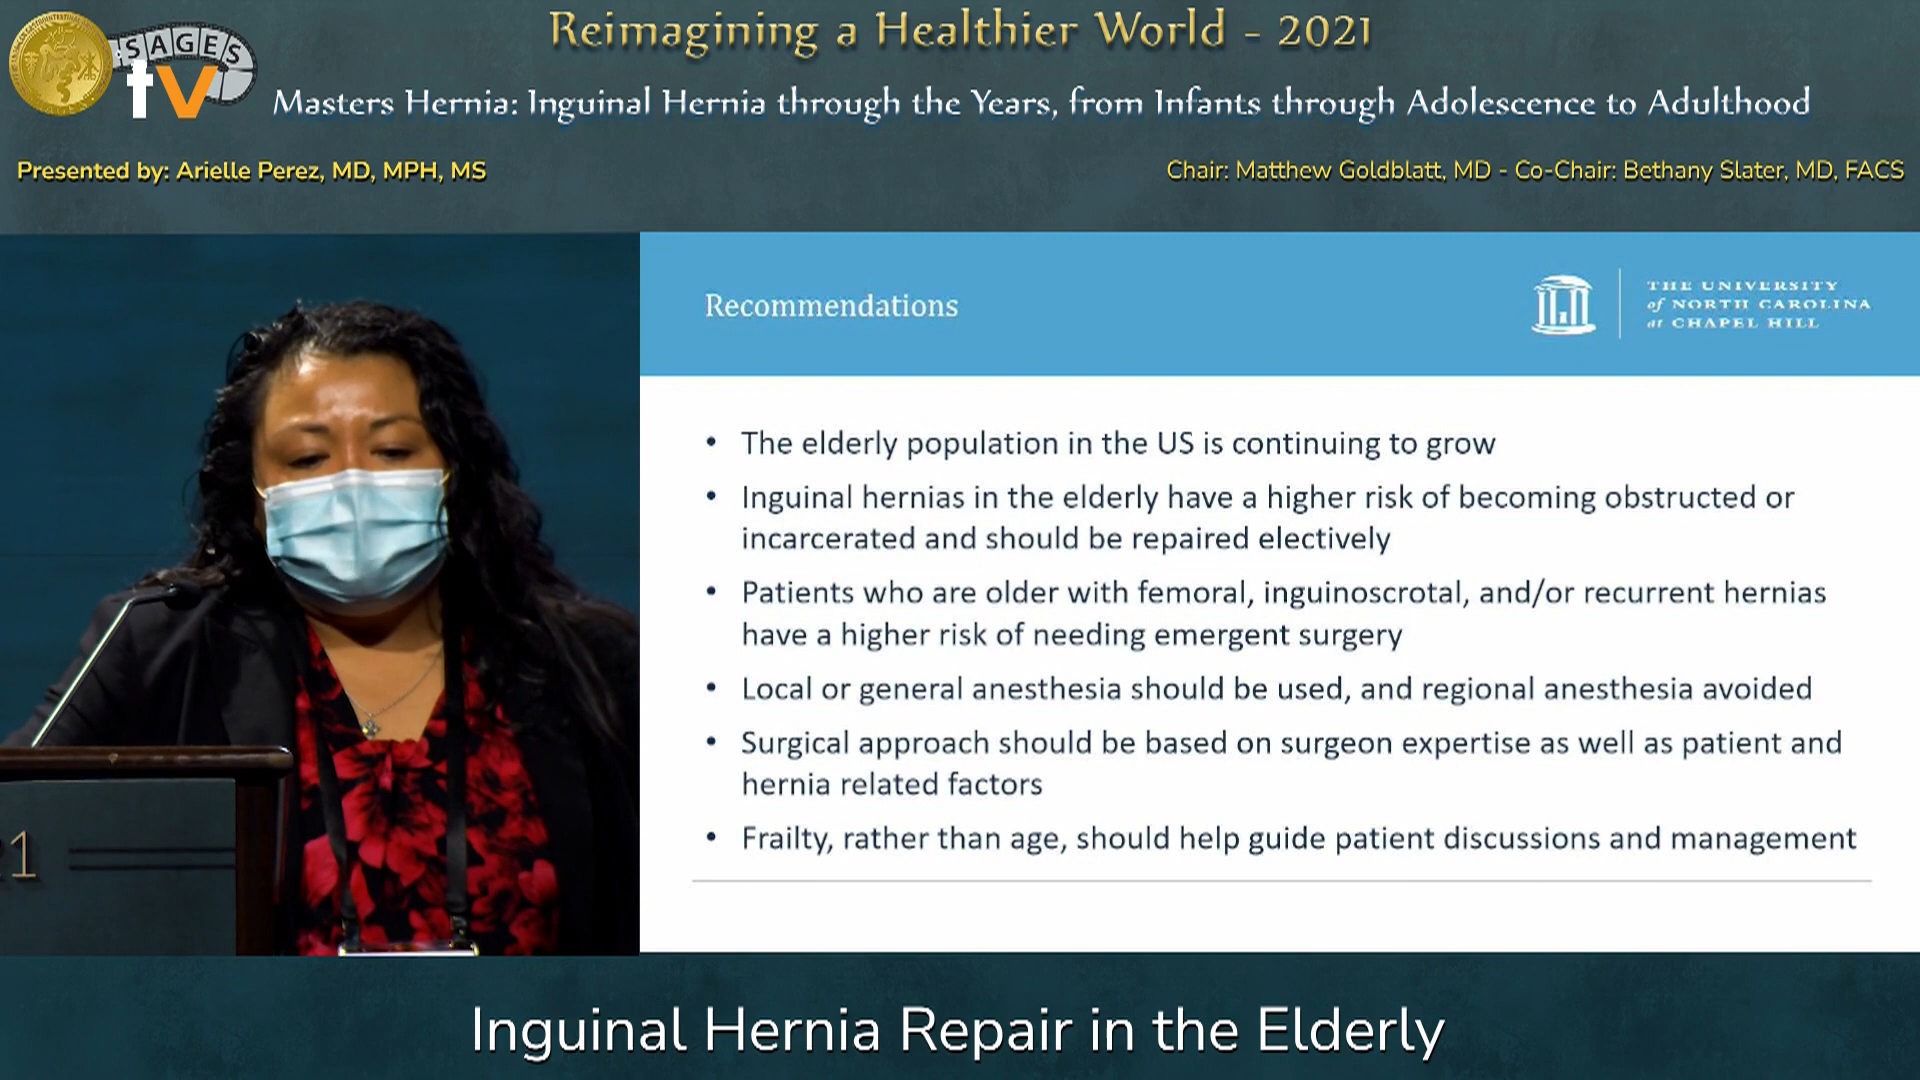 Reimagining a Healthier World - 2021
SAGES
tv
Masters Hernia: Inguinal Hernia through the Years, from Infants through Adolescence to Adulthood
Presented by: Arielle Perez, MD, MPH, MS
Chair: Matthew Goldblatt, MD - Co-Chair: Bethany Slater, MD, FACS
Recommendations
THE UNIVERSITY
of NORTH CAROLINA
at CHAPEL HILL
• The elderly population in the US is continuing to grow
• Inguinal hernias in the elderly have a higher risk of becoming obstructed or
incarcerated and should be repaired electively
• Patients who are older with femoral, inguinoscrotal, and/or recurrent hernias
have a higher risk of needing emergent surgery
• Local or general anesthesia should be used, and regional anesthesia avoided
• Surgical approach should be based on surgeon expertise as well as patient and
hernia related factors
• Frailty, rather than age, should help guide patient discussions and management
21
Inguinal Hernia Repair in the Elderly